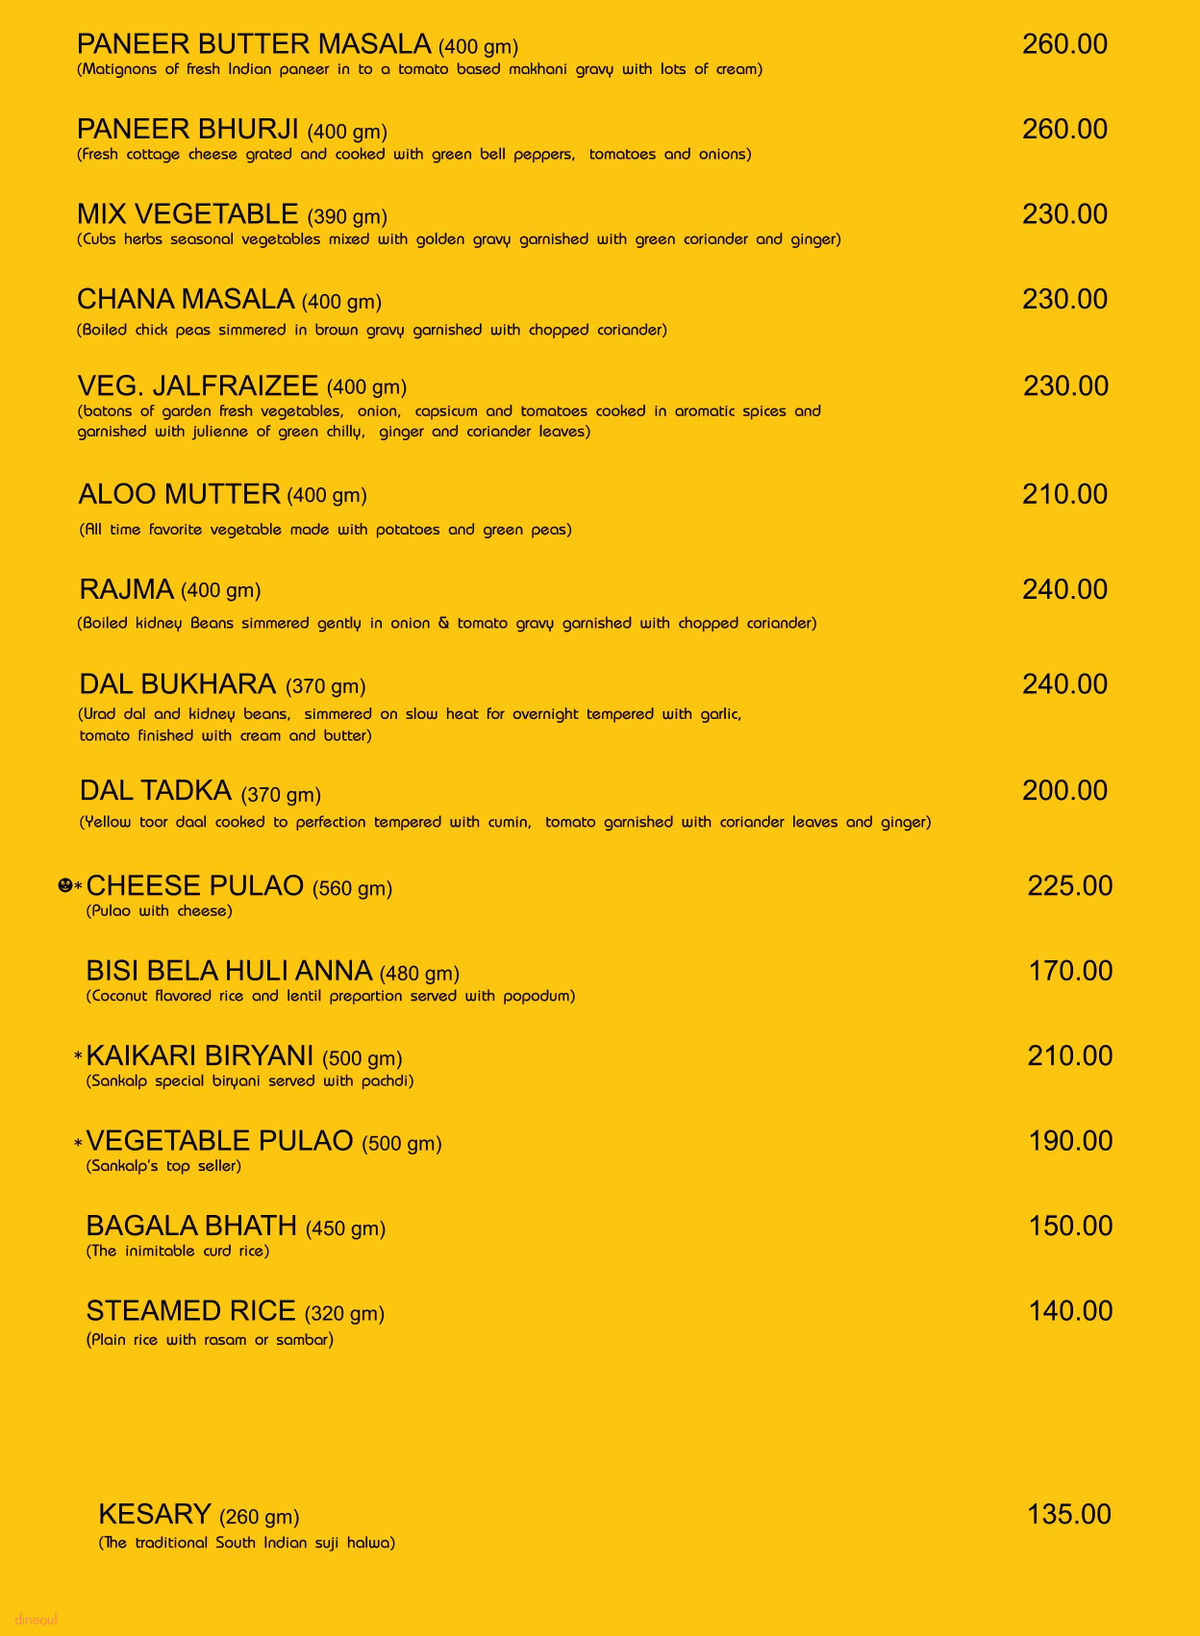 PANEER BUTTER MASALA (400 gm) 260.00
(Matignons of fresh Indian paneer in to a tomato based makhani gravy with lots of cream)
PANEER BHURJI (400 gm) 260.00
(Fresh cottage cheese grated and cooked with green bell peppers, tomatoes and onions)
MIX VEGETABLE (390 gm) 230.00
(Cubs herbs seasonal vegetables mixed with golden gravy garnished with green coriander and ginger)
CHANA MASALA (400 gm) 230.00
(Boiled chick peas simmered in brown gravy garnished with chopped coriander)
VEG. JALFRAIZEE (400 gm) 230.00
(batons of garden fresh vegetables, onion, capsicum and tomatoes cooked in aromatic spices and
garnished with julienne of green chilly, ginger and coriander leaves)
ALOO MUTTER (400 gm) 210.00
(All time favorite vegetable made with potatoes and green peas)
RAJMA (400 gm) 240.00
(Boiled kidney Beans simmered gently in onion & tomato gravy garnished with chopped coriander)
DAL BUKHARA (370 gm) 240.00
(Urad dal and kidney beans, simmered on slow heat for overnight tempered with garlic,
tomato finished with cream and butter)
DAL TADKA (370 gm) 200.00
(Yellow toor daal cooked to perfection tempered with cumin, tomato garnished with coriander leaves and ginger)
*CHEESE PULAO (560 gm) 225.00
(Pulao with cheese)
BISI BELA HULI ANNA (480 gm) 170.00
(Coconut flavored rice and lentil prepartion served with popodum)
*KAIKARI BIRYANI (500 gm) 210.00
(Sankalp special biryani served with pachdi)
*VEGETABLE PULAO (500 gm) 190.00
(Sankalp's top seller)
BAGALA BHATH (450 gm) 150.00
(The inimitable curd rice)
STEAMED RICE (320 gm) 140.00
(Plain rice with rasam or sambar)
KESARY (260 gm) 135.00
(The traditional South Indian suji halwa)
dineout